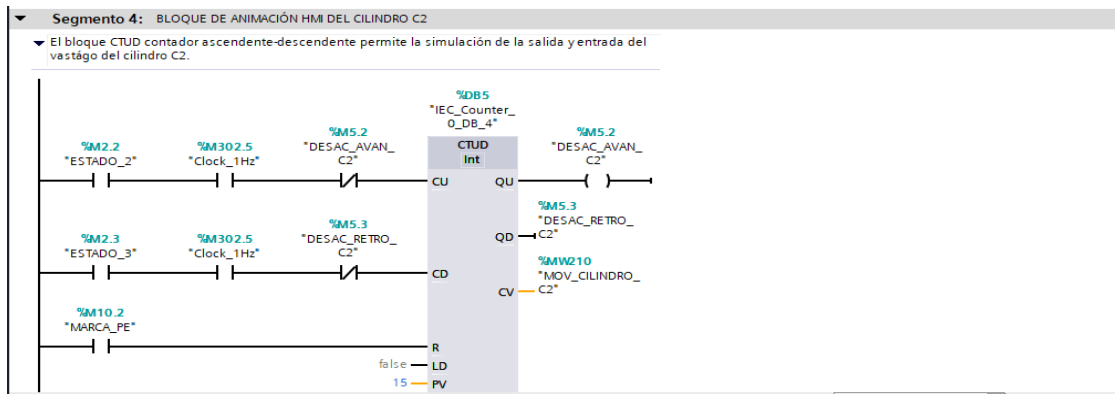 Segmento 4: BLOQUE DE ANIMACIÓN HMI DEL CILINDRO C2
El bloque CTUD contador ascendente-descendente permite la simulación de la salida y entrada del
vastágo del cilindro C2.
%DB5
"IEC_Counter_
0_DB_4"
CTUD
Int
%M2.2
"ESTADO_2"
%M302.5
"Clock_1Hz"
%M5.2
"DESAC_AVAN_
C2"
CU
QU
%M5.2
"DESAC_AVAN_
C2"
%M5.3
"DESAC_RETRO_
C2"
QD
%M2.3
"ESTADO_3"
%M302.5
"Clock_1Hz"
%M5.3
"DESAC_RETRO_
C2"
CD
%MW210
"MOV_CILINDRO_
C2"
CV
%M10.2
"MARCA_PE"
R
false
LD
15
PV